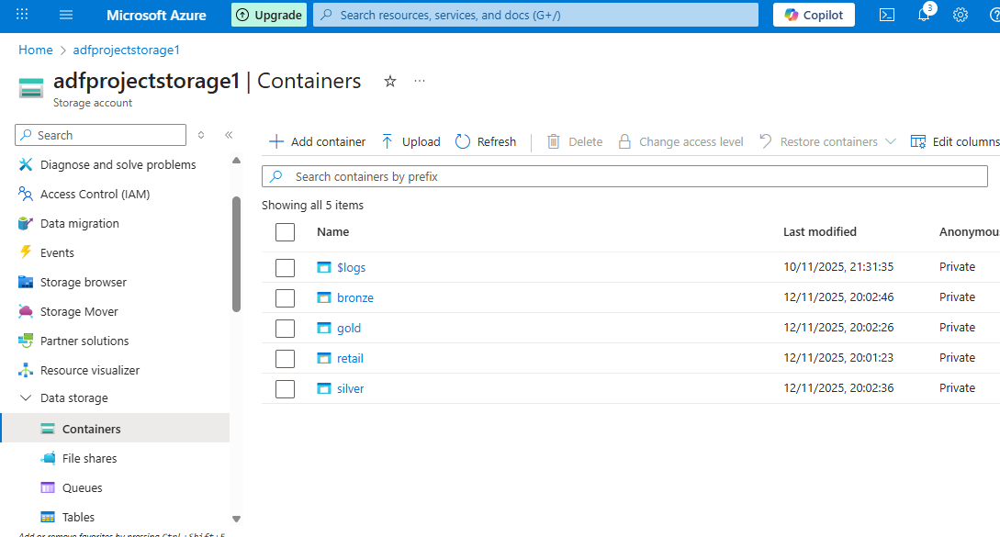 Microsoft Azure
Upgrade
Search resources, services, and docs (G+/)
Copilot
3
Home > adfprojectstorage1
adfprojectstorage1 | Containers
Storage account
Search
Add container
Upload
Refresh
Delete
Change access level
Restore containers
Edit columns
Search containers by prefix
Showing all 5 items
Diagnose and solve problems
Access Control (IAM)
Data migration
Events
Storage browser
Storage Mover
Partner solutions
Resource visualizer
Data storage
Containers
File shares
Queues
Tables
Add or remove favorites by pressing Ctrl+Shift+F
Name Last modified Anonymou
$logs 10/11/2025, 21:31:35 Private
bronze 12/11/2025, 20:02:46 Private
gold 12/11/2025, 20:02:26 Private
retail 12/11/2025, 20:01:23 Private
silver 12/11/2025, 20:02:36 Private